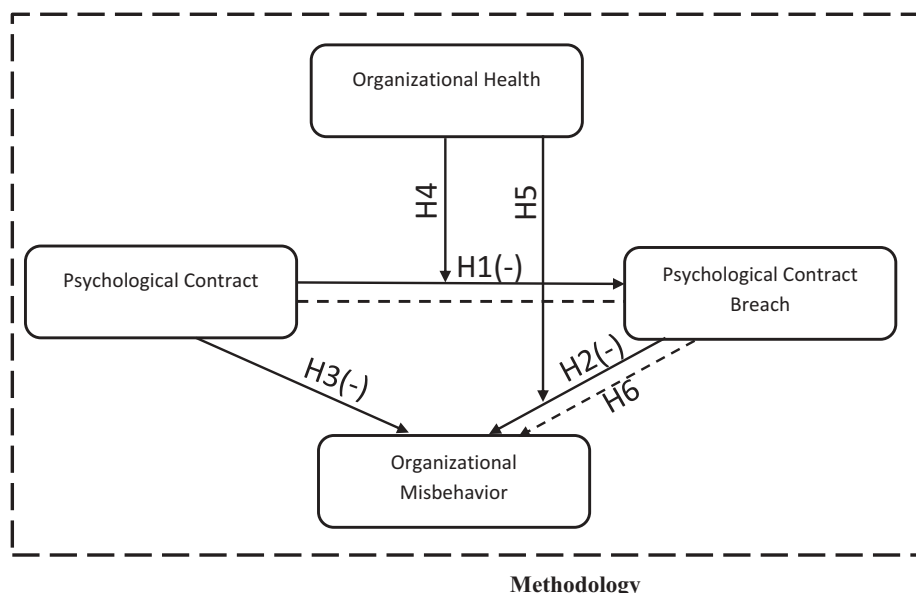 Organizational Health
H4
H5
Psychological Contract
H1(-)
Psychological Contract
Breach
H3(-)
H2(-)
H6
Organizational
Misbehavior
Methodology